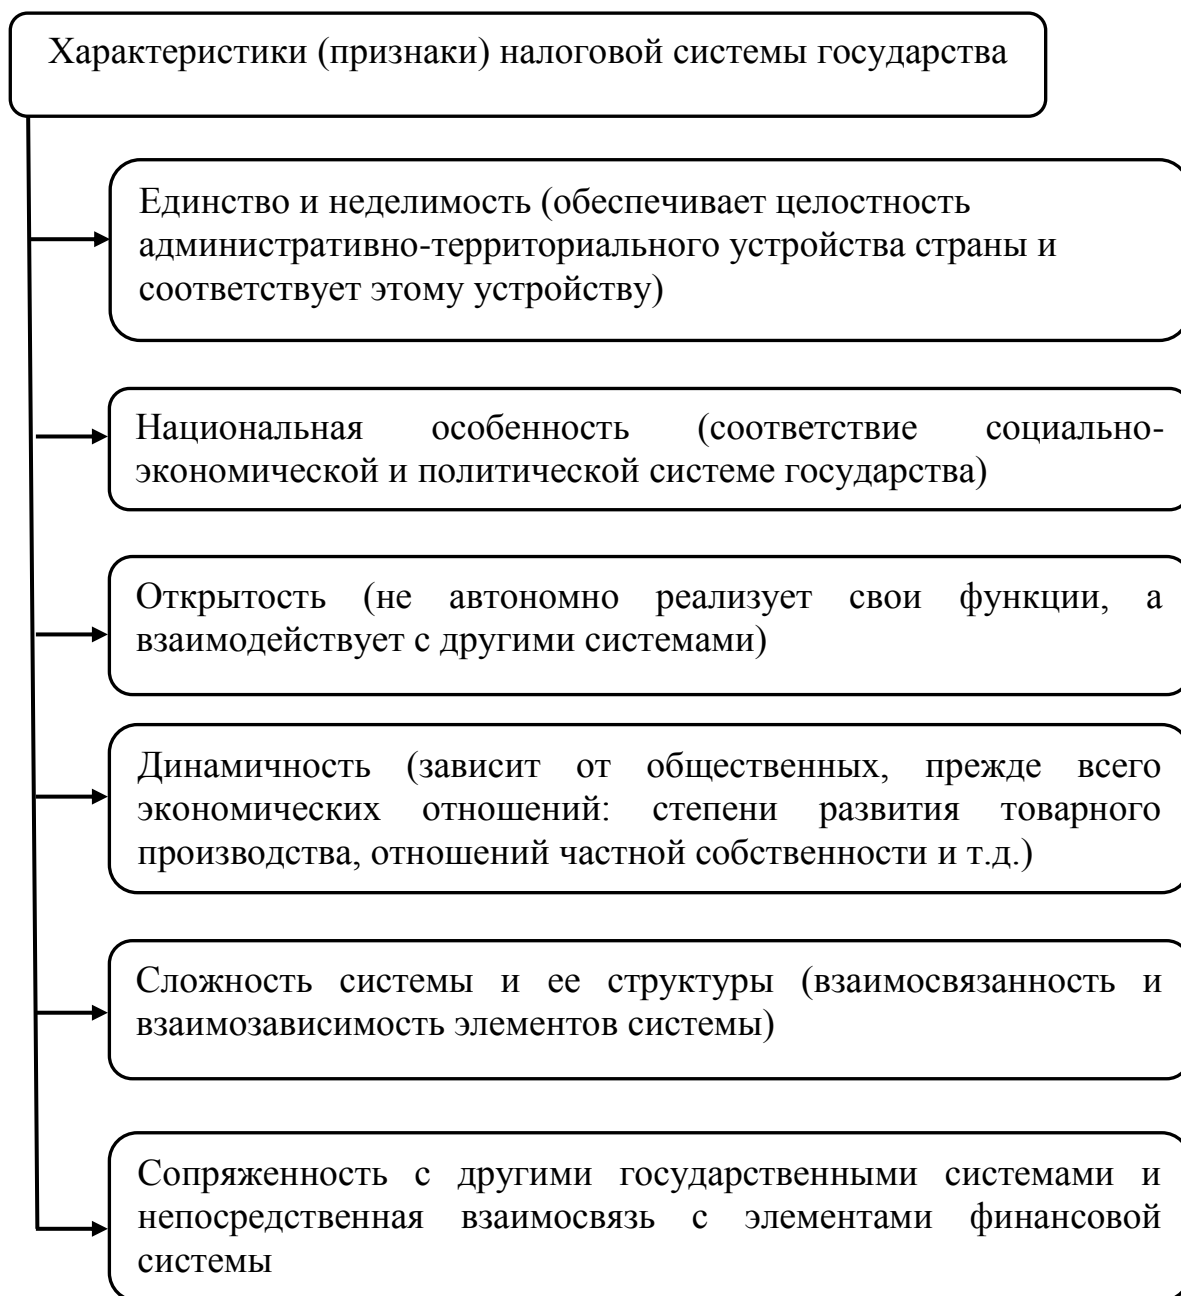 Характеристики (признаки) налоговой системы государства
Единство и неделимость (обеспечивает целостность
административно-территориального устройства страны и
соответствует этому устройству)
Национальная особенность (соответствие социально-
экономической и политической системе государства)
Открытость (не автономно реализует свои функции, а
взаимодействует с другими системами)
Динамичность (зависит от общественных, прежде всего
экономических отношений: степени развития товарного
производства, отношений частной собственности и т.д.)
Сложность системы и ее структуры (взаимосвязанность и
взаимозависимость элементов системы)
Сопряженность с другими государственными системами и
непосредственная взаимосвязь с элементами финансовой
системы